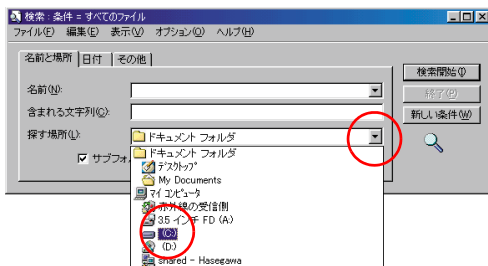 検索 : 条件 = すべてのファイル
ファイル(F) 編集(E) 表示(V) オプション(O) ヘルプ(H)
名前と場所 日付 その他
検索開始(I)
名前(N):
終了(P)
含まれる文字列(C):
新しい条件(W)
探す場所(L): ドキュメント フォルダ
サブフォ
ドキュメント フォルダ
デスクトップ
My Documents
マイ コンピュータ
赤外線の受信側
3.5 インチ FD (A)
(C:)
(D:)
shared - Hasegawa